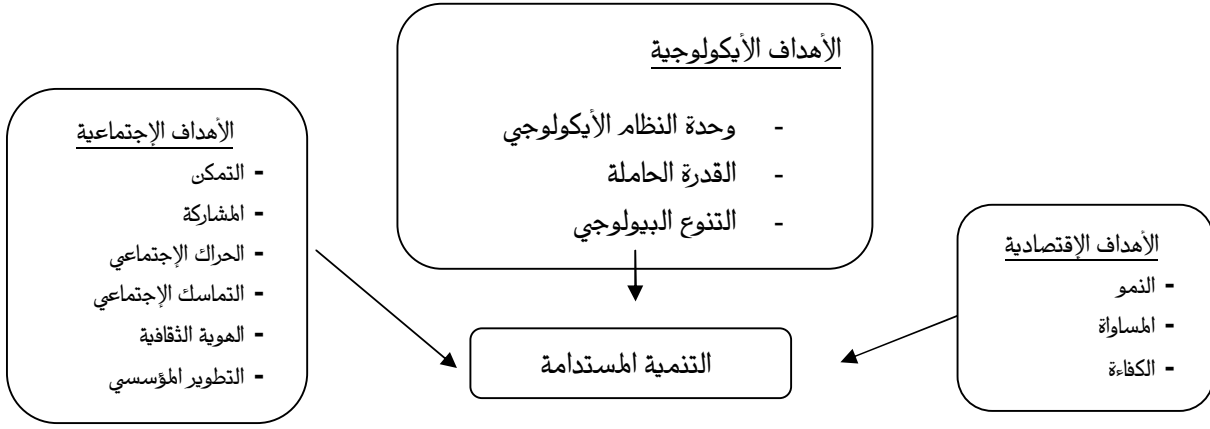 الأهداف الأيكولوجية
- وحدة النظام الأيكولوجي
- القدرة الحاملة
- التنوع البيولوجي
الأهداف الإجتماعية
- التمكن
- المشاركة
- الحراك الإجتماعي
- التماسك الإجتماعي
- الهوية الثقافية
- التطوير المؤسسي
الأهداف الإقتصادية
- النمو
- المساواة
- الكفاءة
التنمية المستدامة